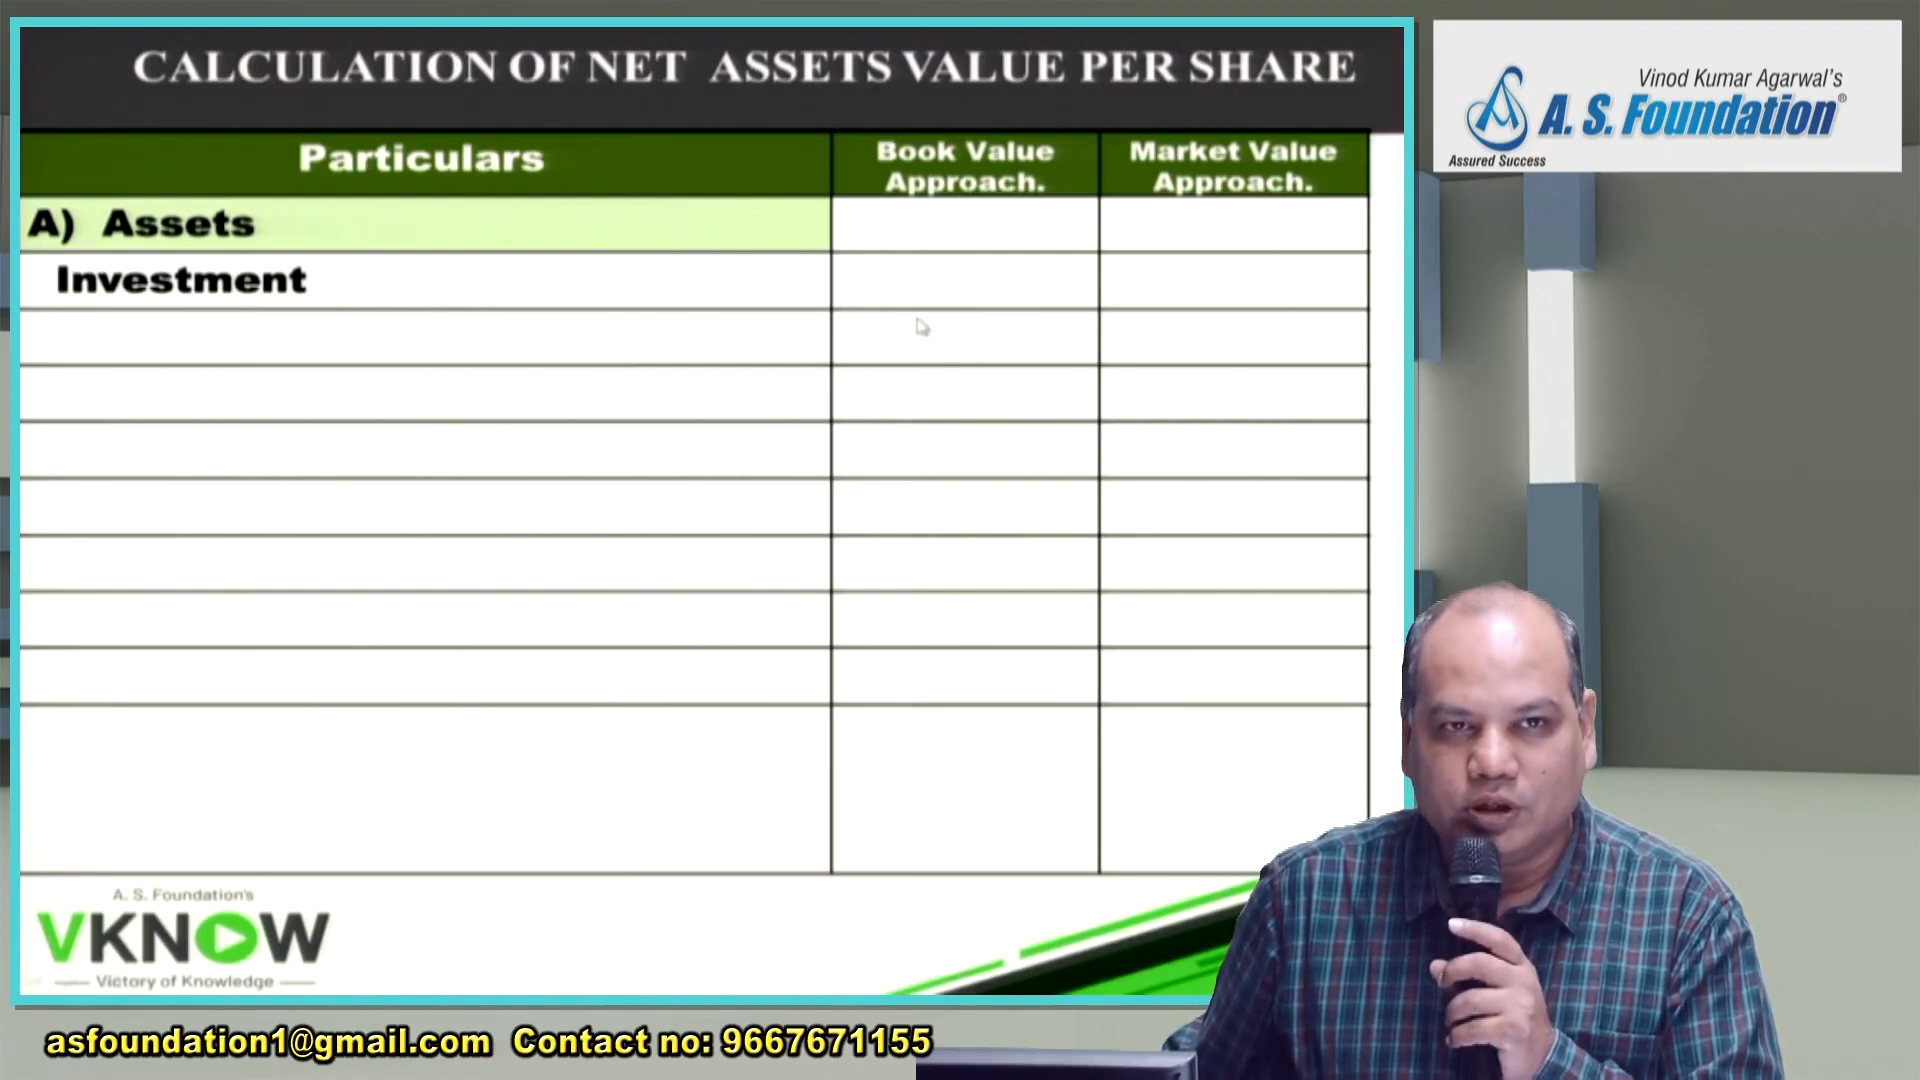 CALCULATION OF NET ASSETS VALUE PER SHARE
Particulars
Book Value
Approach.
Market Value
Approach.
A) Assets
Investment
A. S. Foundation's
VKNOW
Victory of Knowledge
Vinod Kumar Agarwal's
A. S. Foundation®
Assured Success
asfoundation1@gmail.com Contact no: 9667671155